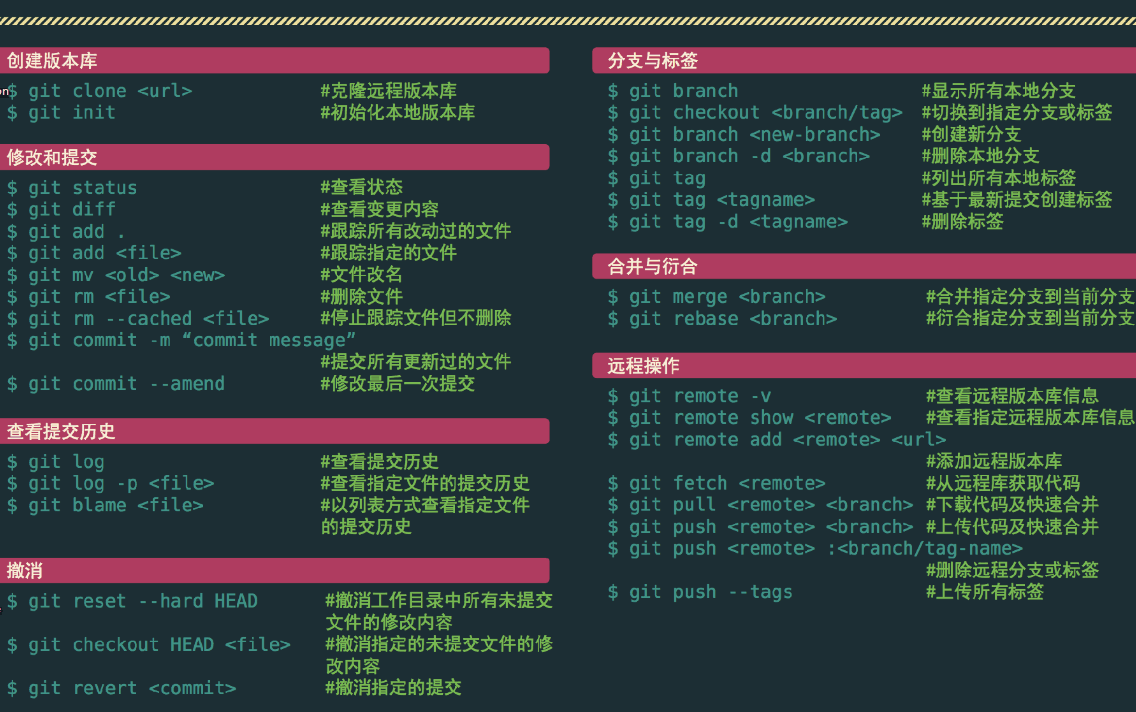 创建版本库
$ git clone <url> #克隆远程版本库
$ git init #初始化本地版本库
修改和提交
$ git status #查看状态
$ git diff #查看变更内容
$ git add . #跟踪所有改动过的文件
$ git add <file> #跟踪指定的文件
$ git mv <old> <new> #文件改名
$ git rm <file> #删除文件
$ git rm --cached <file> #停止跟踪文件但不删除
$ git commit -m “commit message”
#提交所有更新过的文件
$ git commit --amend #修改最后一次提交
查看提交历史
$ git log #查看提交历史
$ git log -p <file> #查看指定文件的提交历史
$ git blame <file> #以列表方式查看指定文件
的提交历史
撤消
$ git reset --hard HEAD #撤消工作目录中所有未提交
文件的修改内容
$ git checkout HEAD <file> #撤消指定的未提交文件的修
改内容
$ git revert <commit> #撤消指定的提交
分支与标签
$ git branch #显示所有本地分支
$ git checkout <branch/tag> #切换到指定分支或标签
$ git branch <new-branch> #创建新分支
$ git branch -d <branch> #删除本地分支
$ git tag #列出所有本地标签
$ git tag <tagname> #基于最新提交创建标签
$ git tag -d <tagname> #删除标签
合并与衍合
$ git merge <branch> #合并指定分支到当前分支
$ git rebase <branch> #衍合指定分支到当前分支
远程操作
$ git remote -v #查看远程版本库信息
$ git remote show <remote> #查看指定远程版本库信息
$ git remote add <remote> <url>
#添加远程版本库
$ git fetch <remote> #从远程库获取代码
$ git pull <remote> <branch> #下载代码及快速合并
$ git push <remote> <branch> #上传代码及快速合并
$ git push <remote> :<branch/tag-name>
#删除远程分支或标签
$ git push --tags #上传所有标签